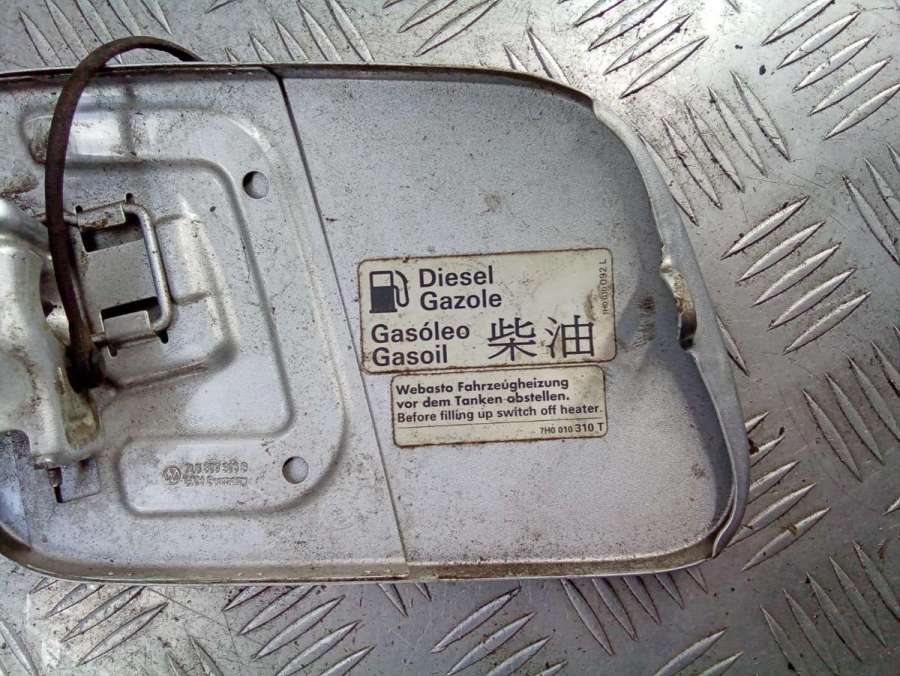 Diesel
Gazole
Gasóleo
Gasoil
柴油
Webasto Fahrzeugheizung
vor dem Tanken abstellen.
Before filling up switch off heater.
7H0 010 310 T